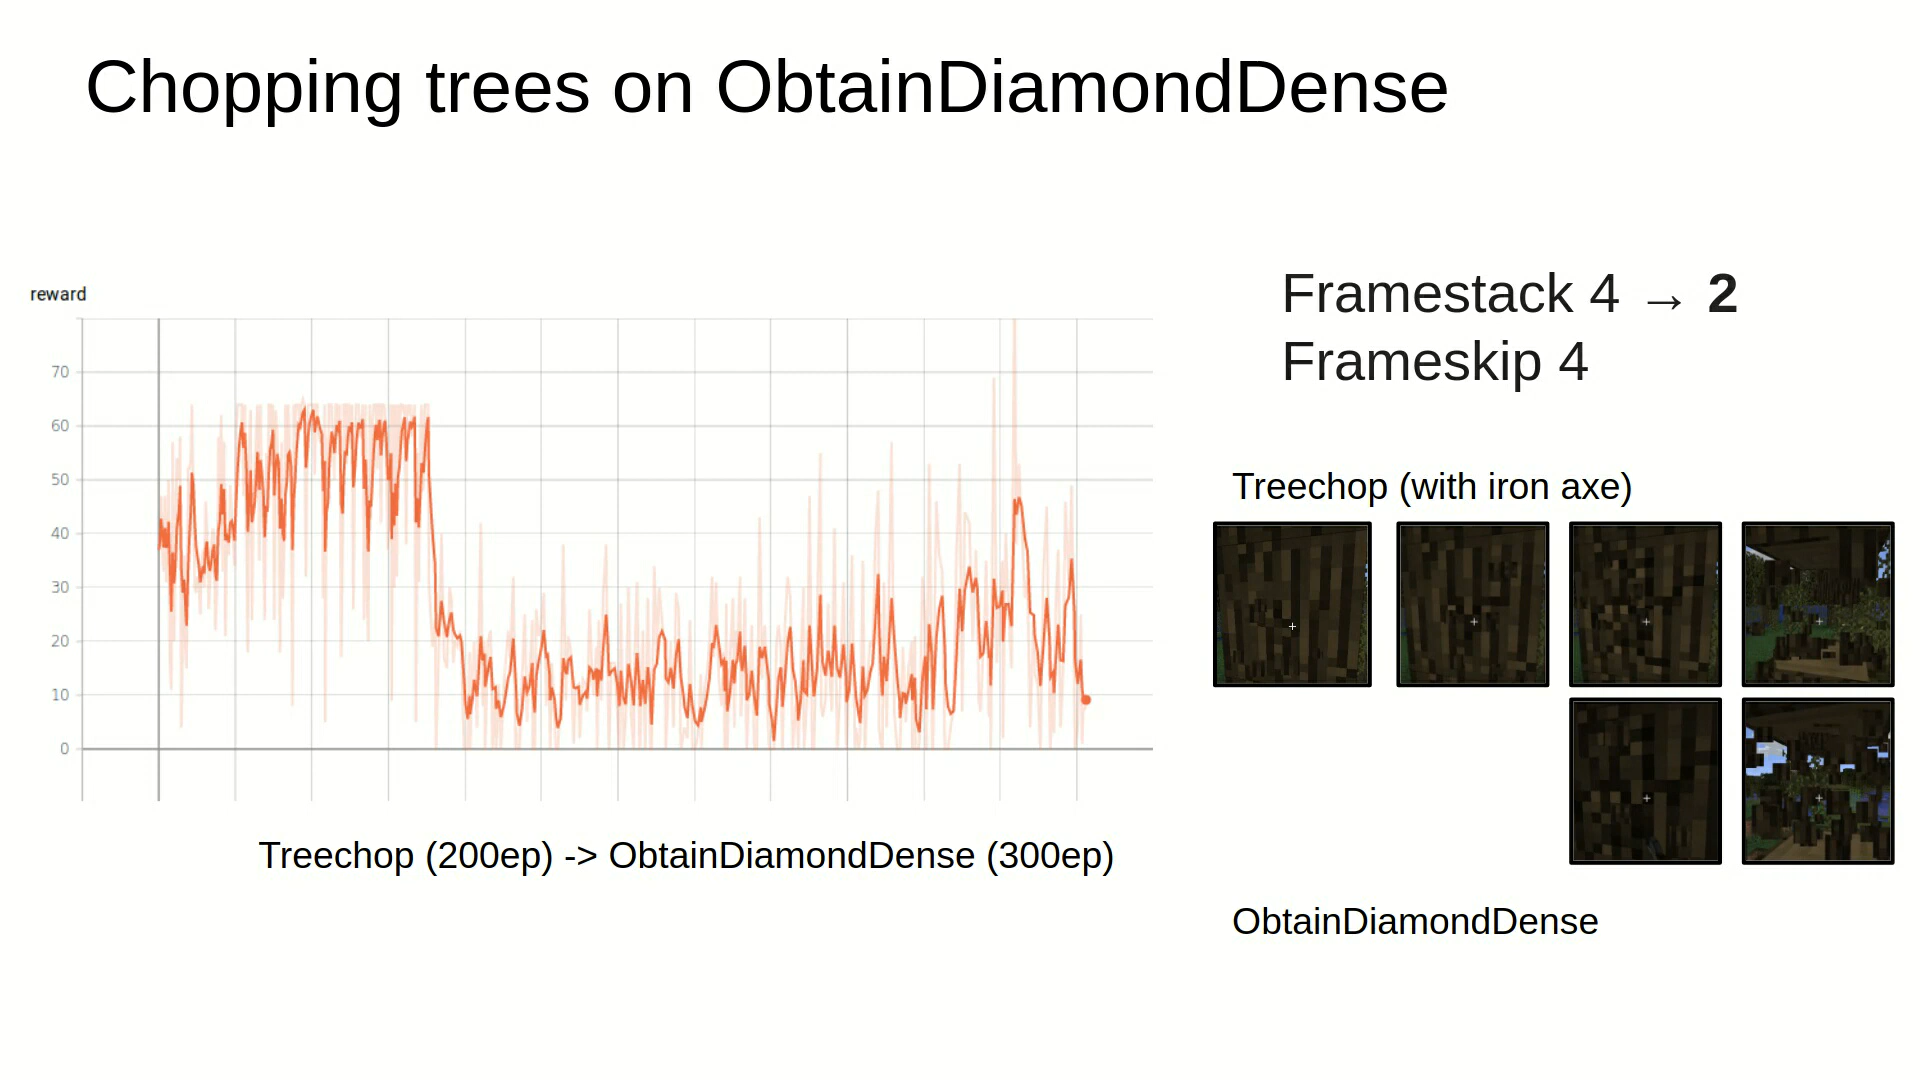 Chopping trees on ObtainDiamondDense
reward
70
60
50
40
30
20
10
0
Treechop (200ep) -> ObtainDiamondDense (300ep)
Framestack 4 → 2
Frameskip 4
Treechop (with iron axe)
ObtainDiamondDense